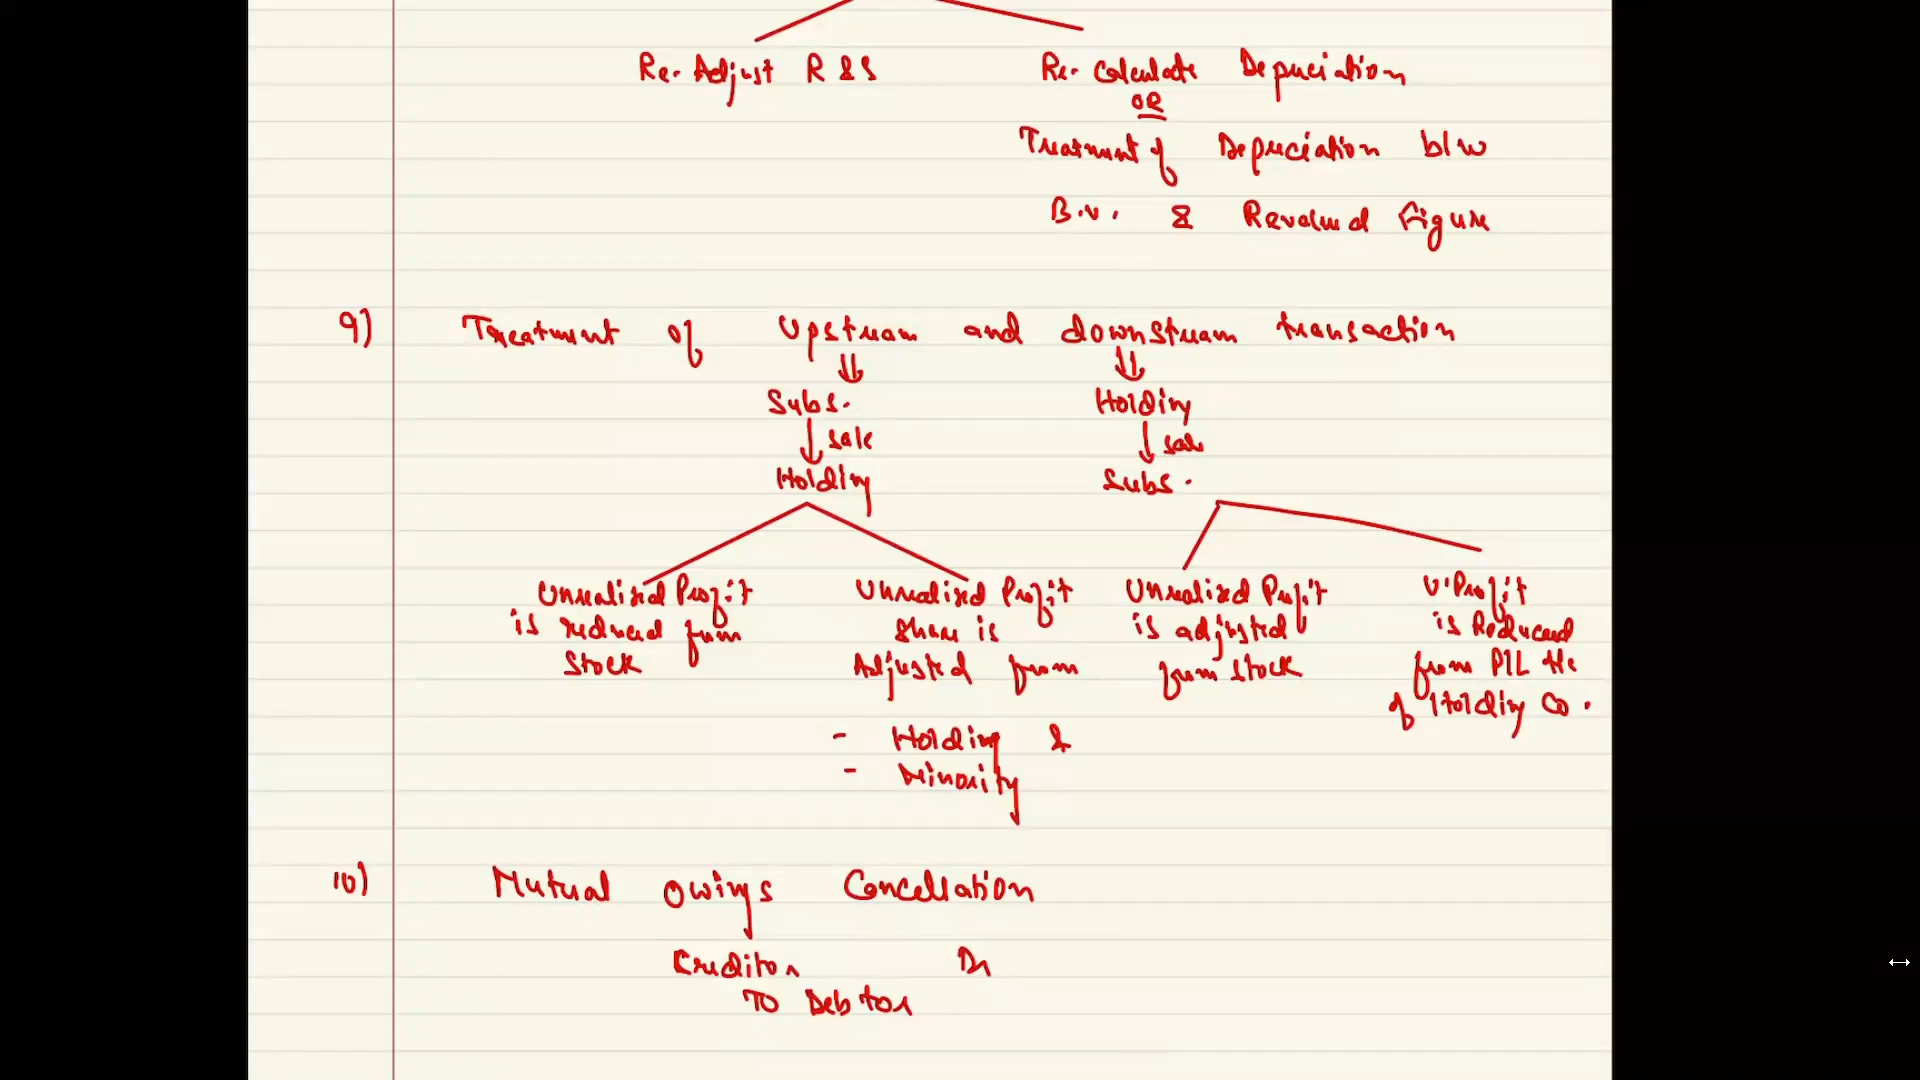 Re-Adjust R & S Re-calculate Depreciation
OR
Treatment of Depreciation b/w
B.V. & Revalued Figure
9) Treatment of Upstream and downstream transaction
Subs. Holding
sale sale
Holding Subs.
Unrealised Profit Unrealised Profit Unrealised Profit U.Profit
is reduced from share is is adjusted is Reduced
Stock Adjusted from from stock from P/L A/c
of Holding Co.
- Holding &
- Minority
10) Mutual Owings Cancellation
Creditor Dr
To Debtor